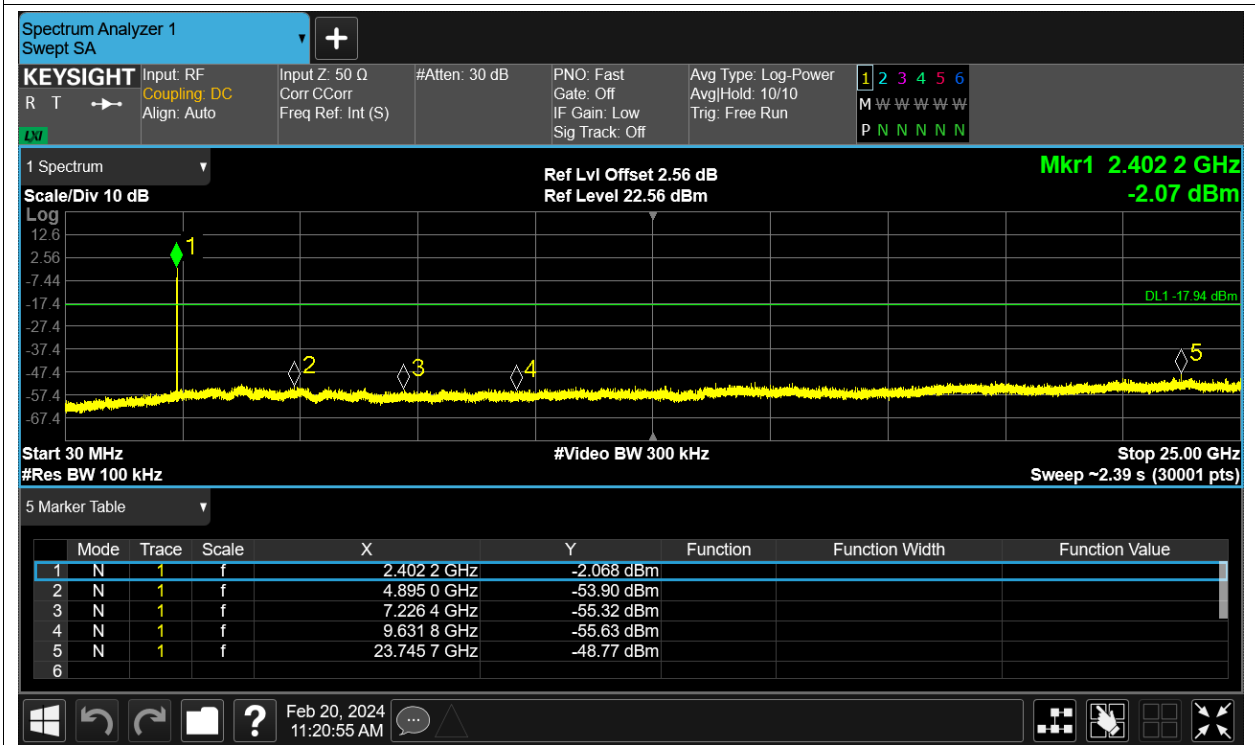 Spectrum Analyzer 1
Swept SA
KEYSIGHT
R T
LXI
Input: RF
Coupling: DC
Align: Auto
Input Z: 50 Ω
Corr CCorr
Freq Ref: Int (S)
#Atten: 30 dB
PNO: Fast
Gate: Off
IF Gain: Low
Sig Track: Off
Avg Type: Log-Power
Avg|Hold: 10/10
Trig: Free Run
1 2 3 4 5 6
M W W W W W
P N N N N N
1 Spectrum
Scale/Div 10 dB
Ref Lvl Offset 2.56 dB
Ref Level 22.56 dBm
Mkr1 2.402 2 GHz
-2.07 dBm
Log
12.6
2.56
-7.44
-17.4
-27.4
-37.4
-47.4
-57.4
-67.4
1
2
3
4
5
DL1 -17.94 dBm
Start 30 MHz
#Video BW 300 kHz
Stop 25.00 GHz
#Res BW 100 kHz
Sweep ~2.39 s (30001 pts)
5 Marker Table
Mode Trace Scale X Y Function Function Width Function Value
1 N 1 f 2.402 2 GHz -2.068 dBm
2 N 1 f 4.895 0 GHz -53.90 dBm
3 N 1 f 7.226 4 GHz -55.32 dBm
4 N 1 f 9.631 8 GHz -55.63 dBm
5 N 1 f 23.745 7 GHz -48.77 dBm
6
?
Feb 20, 2024
11:20:55 AM